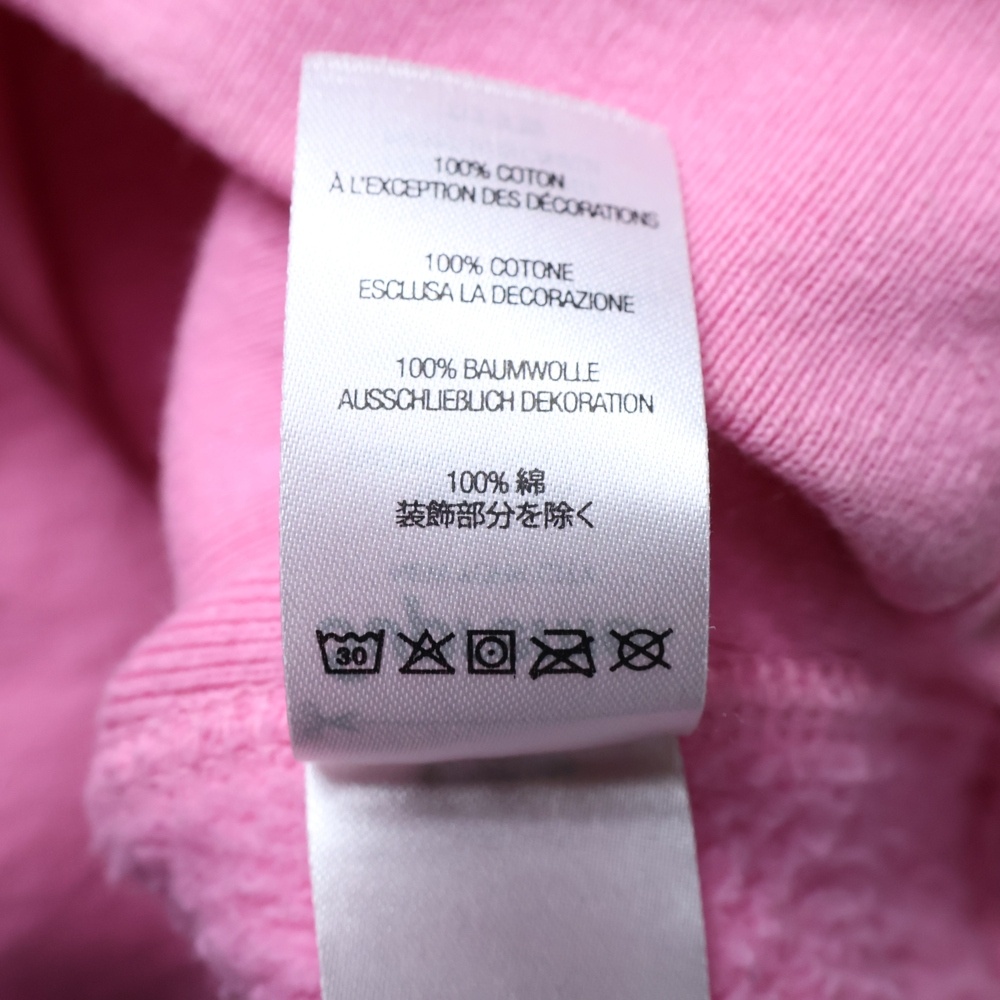 100% COTON
À L'EXCEPTION DES DÉCORATIONS
100% COTONE
ESCLUSA LA DECORAZIONE
100% BAUMWOLLE
AUSSCHLIEßLICH DEKORATION
100% 綿
装飾部分を除く
30